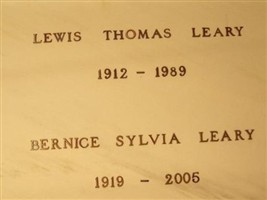 LEWIS THOMAS LEARY
1912 - 1989
BERNICE SYLVIA LEARY
1919 - 2005